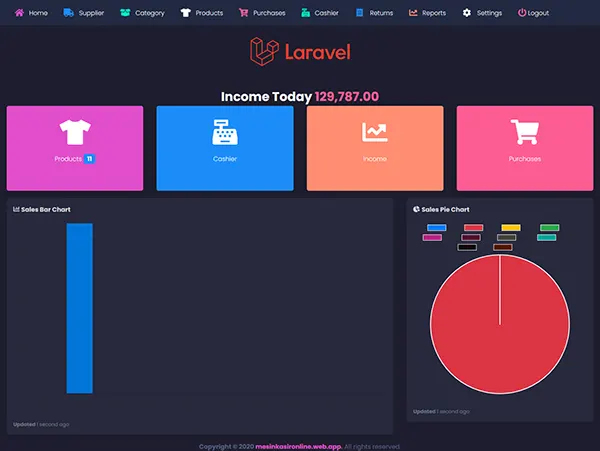 Home Supplier Category Products Purchases Cashier Returns Reports Settings Logout
Laravel
Income Today 129,787.00
Products 11 Cashier Income Purchases
Sales Bar Chart Sales Pie Chart
Updated 1 second ago
Updated 1 second ago
Copyright © 2020 mesinkasironline.web.app. All rights reserved.